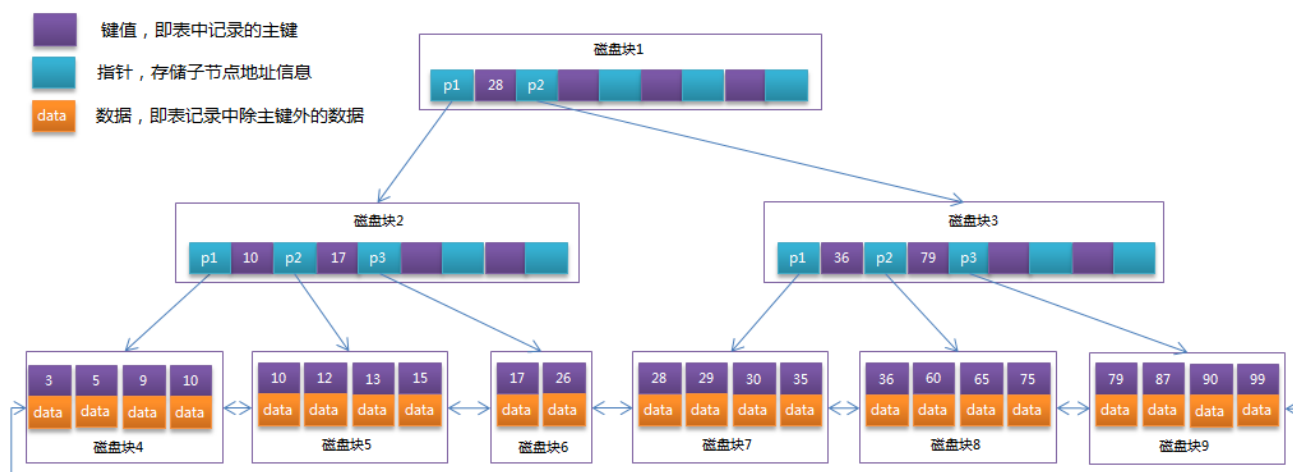 键值，即表中记录的主键
指针，存储子节点地址信息
data 数据，即表记录中除主键外的数据
磁盘块1
p1 28 p2
磁盘块2
p1 10 p2 17 p3
磁盘块3
p1 36 p2 79 p3
3 5 9 10
data data data data
磁盘块4
10 12 13 15
data data data data
磁盘块5
17 26
data data
磁盘块6
28 29 30 35
data data data data
磁盘块7
36 60 65 75
data data data data
磁盘块8
79 87 90 99
data data data data
磁盘块9